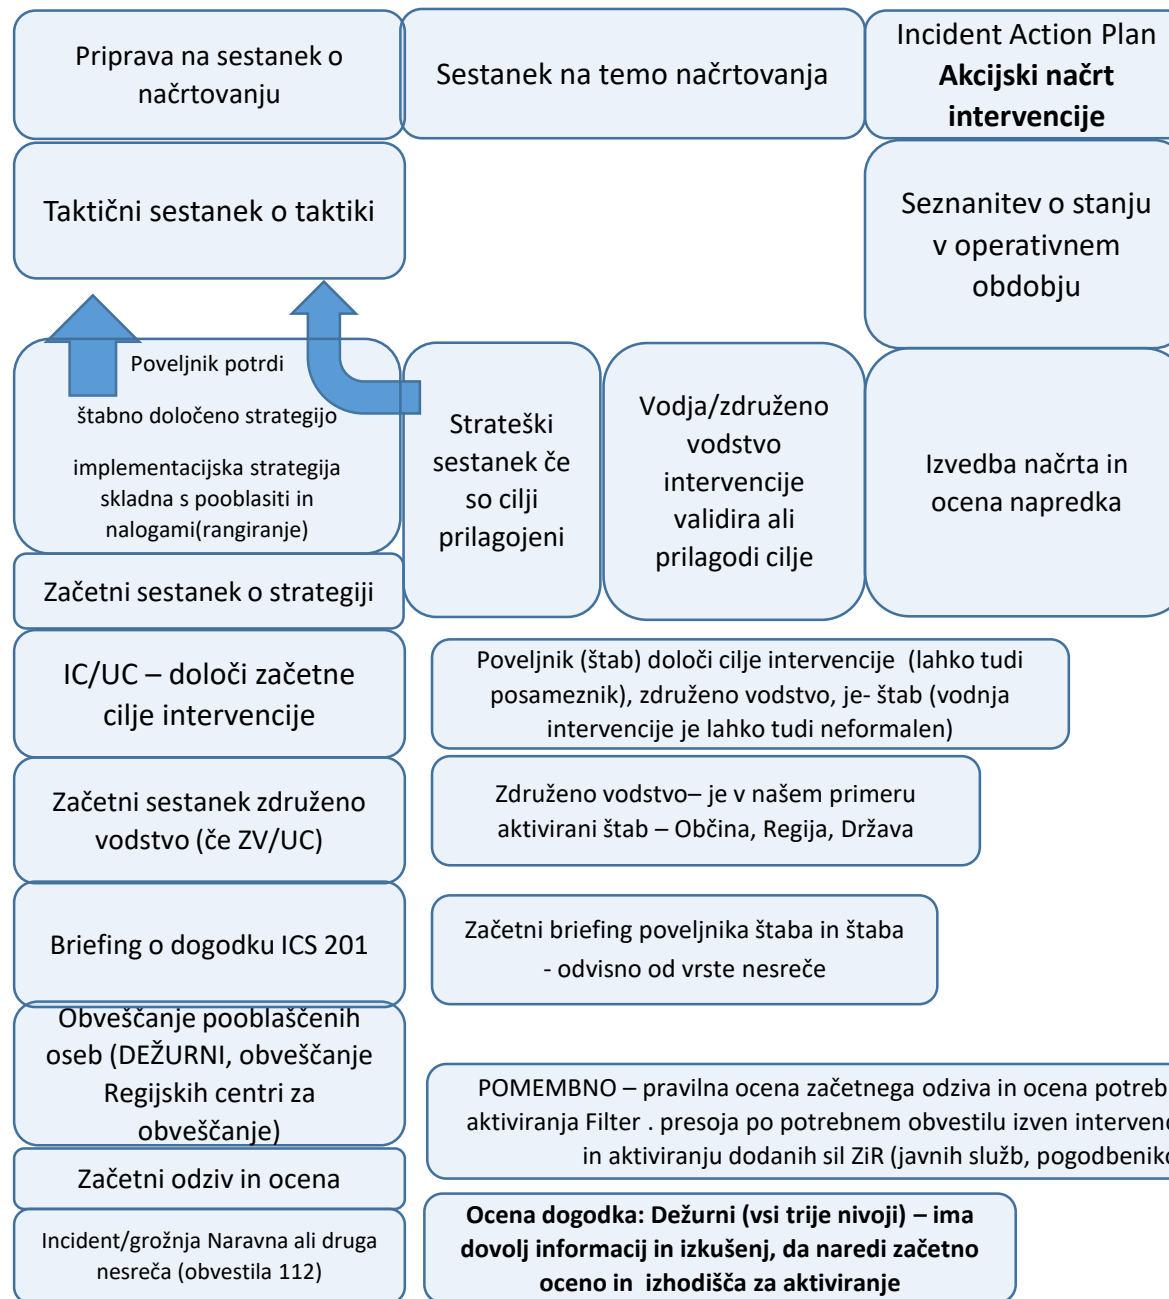 Priprava na sestanek o
načrtovanju
Sestanek na temo načrtovanja
Incident Action Plan
Akcijski načrt
intervencije
Taktični sestanek o taktiki
Seznanitev o stanju
v operativnem
obdobju
Poveljnik potrdi
štabno določeno strategijo
implementacijska strategija
skladna s pooblasiti in
nalogami(rangiranje)
Strateški
sestanek če
so cilji
prilagojeni
Vodja/združeno
vodstvo
intervencije
validira ali
prilagodi cilje
Izvedba načrta in
ocena napredka
Začetni sestanek o strategiji
IC/UC – določi začetne
cilje intervencije
Poveljnik (štab) določi cilje intervencije (lahko tudi
posameznik), združeno vodstvo, je- štab (vodnja
intervencije je lahko tudi neformalen)
Začetni sestanek združeno
vodstvo (če ZV/UC)
Združeno vodstvo– je v našem primeru
aktivirani štab – Občina, Regija, Država
Briefing o dogodku ICS 201
Začetni briefing poveljnika štaba in štaba
- odvisno od vrste nesreče
Obveščanje pooblaščenih
oseb (DEŽURNI, obveščanje
Regijskih centri za
obveščanje)
POMEMBNO – pravilna ocena začetnega odziva in ocena potreb
aktiviranja Filter . presoja po potrebnem obvestilu izven
in aktiviranju dodanih sil ZiR (javnih služb,
Začetni odziv in ocena
Incident/grožnja Naravna ali druga
nesreča (obvestila 112)
Ocena dogodka: Dežurni (vsi trije nivoji) – ima
dovolj informacij in izkušenj, da naredi začetno
oceno in izhodišča za aktiviranje